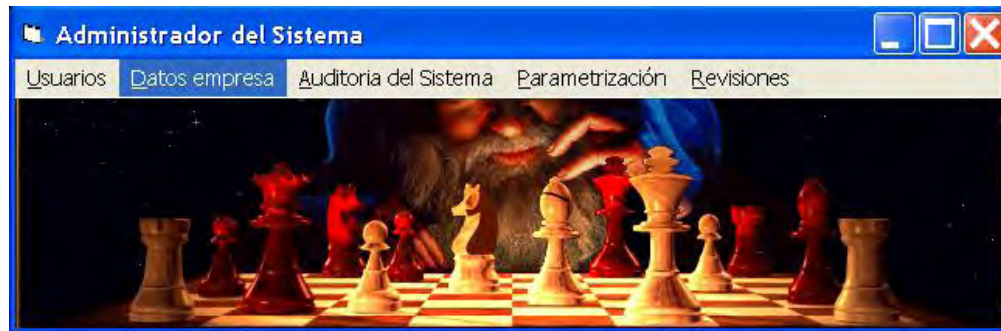 Administrador del Sistema
Usuarios Datos empresa Auditoria del Sistema Parametrización Revisiones